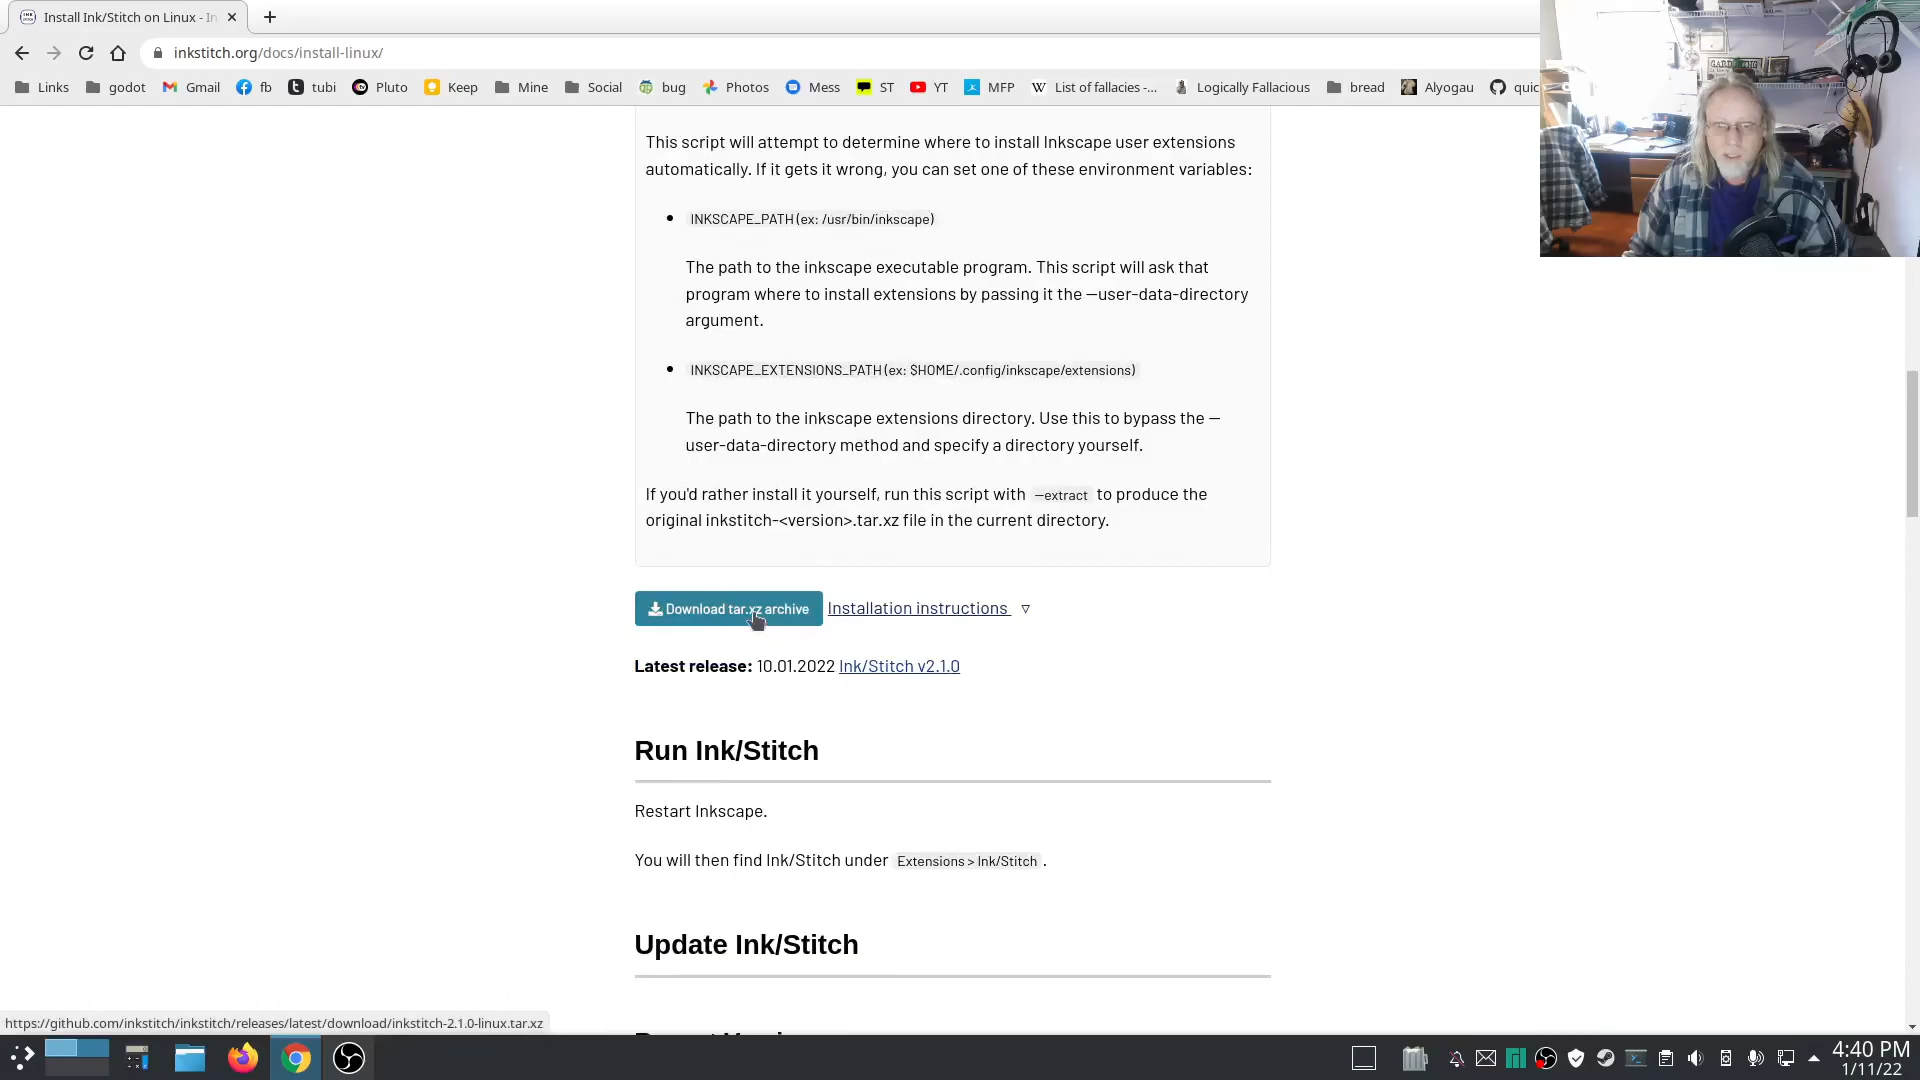 Install Ink/Stitch on Linux - In
inkstitch.org/docs/install-linux/
Links godot Gmail fb tubi Pluto Keep Mine Social bug Photos Mess ST YT MFP List of fallacies -... Logically Fallacious bread Alyogau quic
This script will attempt to determine where to install Inkscape user extensions
automatically. If it gets it wrong, you can set one of these environment variables:
INKSCAPE_PATH (ex: /usr/bin/inkscape)
The path to the inkscape executable program. This script will ask that
program where to install extensions by passing it the —user-data-directory
argument.
INKSCAPE_EXTENSIONS_PATH (ex: $HOME/.config/inkscape/extensions)
The path to the inkscape extensions directory. Use this to bypass the —
user-data-directory method and specify a directory yourself.
If you'd rather install it yourself, run this script with —extract to produce the
original inkstitch-<version>.tar.xz file in the current directory.
Download tar.xz archive Installation instructions ▿
Latest release: 10.01.2022 Ink/Stitch v2.1.0
Run Ink/Stitch
Restart Inkscape.
You will then find Ink/Stitch under Extensions > Ink/Stitch .
Update Ink/Stitch
https://github.com/inkstitch/inkstitch/releases/latest/download/inkstitch-2.1.0-linux.tar.xz
4:40 PM
1/11/22